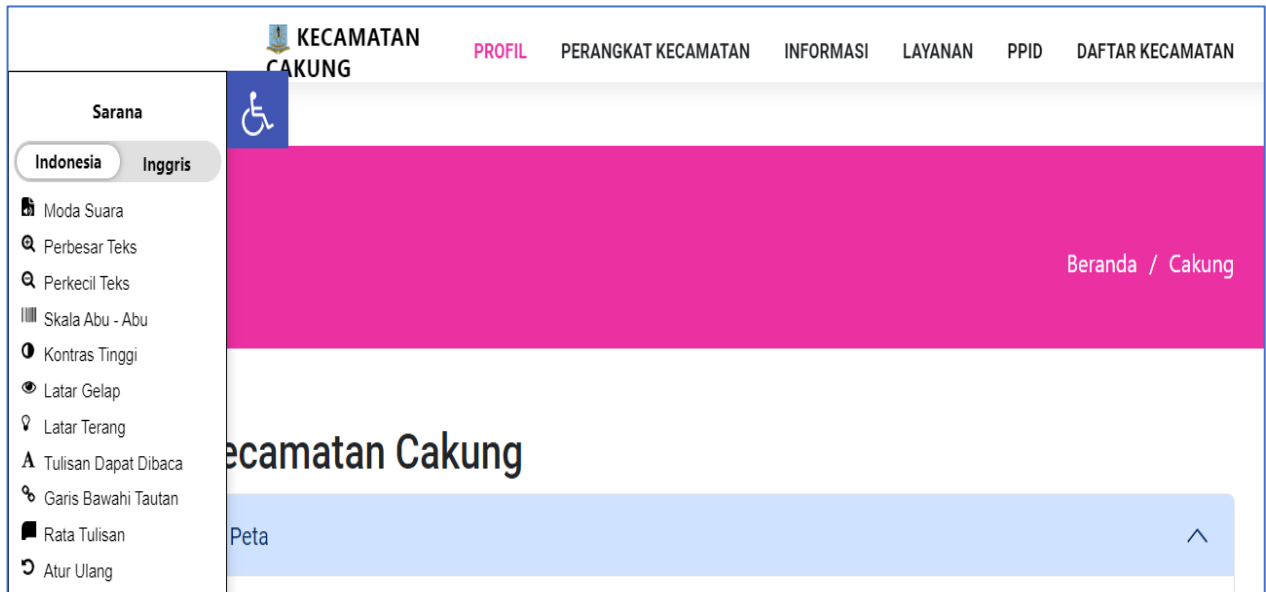 KECAMATAN
CAKUNG
PROFIL
PERANGKAT KECAMATAN
INFORMASI
LAYANAN
PPID
DAFTAR KECAMATAN
Sarana
Indonesia
Inggris
Moda Suara
Perbesar Teks
Perkecil Teks
Skala Abu - Abu
Kontras Tinggi
Latar Gelap
Latar Terang
Tulisan Dapat Dibaca
Garis Bawahi Tautan
Rata Tulisan
Atur Ulang
Beranda / Cakung
ecamatan Cakung
Peta